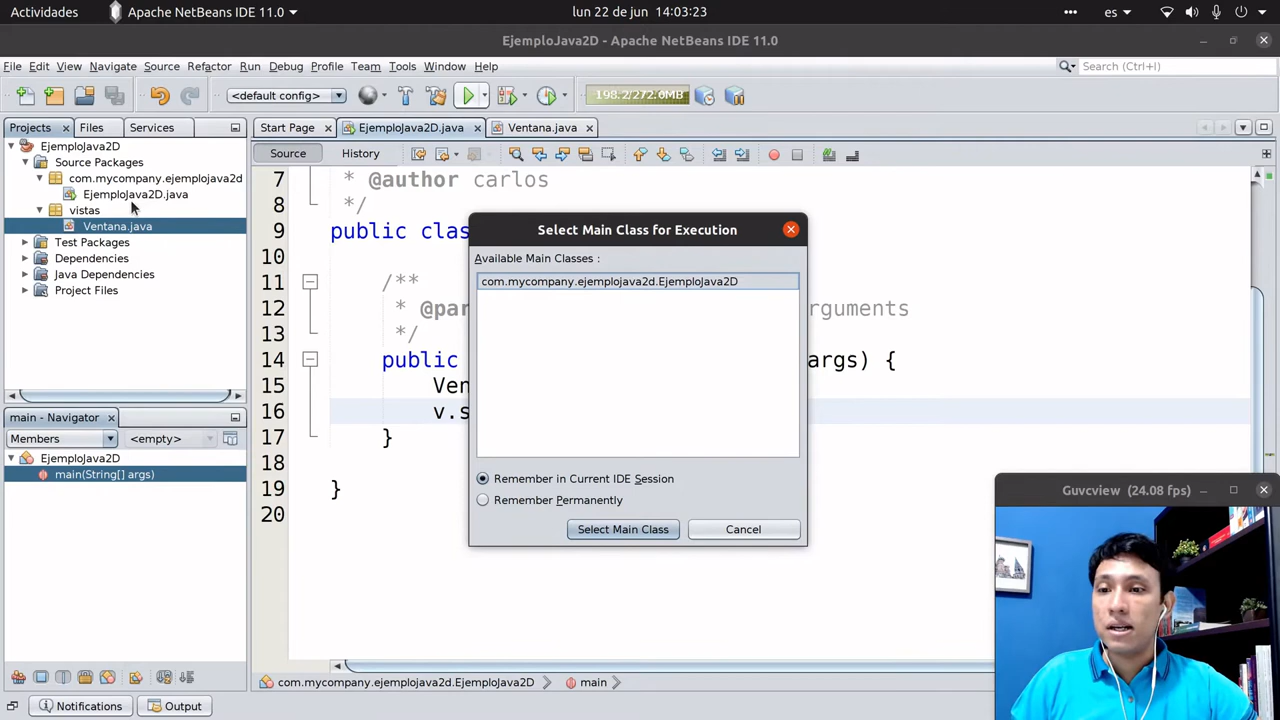 Actividades
Apache NetBeans IDE 11.0
lun 22 de jun 14:03:23
es
EjemploJava2D - Apache NetBeans IDE 11.0
File Edit View Navigate Source Refactor Run Debug Profile Team Tools Window Help
Search (Ctrl+I)
<default config>
198.2/272.0MB
Projects Files Services
Start Page EjemploJava2D.java Ventana.java
EjemploJava2D
Source Packages
com.mycompany.ejemplojava2d
EjemploJava2D.java
vistas
Ventana.java
Test Packages
Dependencies
Java Dependencies
Project Files
Source History
7 * @author carlos
8 */
9 public clas
10
11 /**
12 * @par rguments
13 */
14 public args) {
15 Ven
16 v.s
17 }
18
19 }
20
Select Main Class for Execution
Available Main Classes :
com.mycompany.ejemplojava2d.EjemploJava2D
Remember in Current IDE Session
Remember Permanently
Select Main Class Cancel
main - Navigator
Members <empty>
EjemploJava2D
main(String[] args)
Guvcview (24.08 fps)
com.mycompany.ejemplojava2d.EjemploJava2D main
Notifications Output